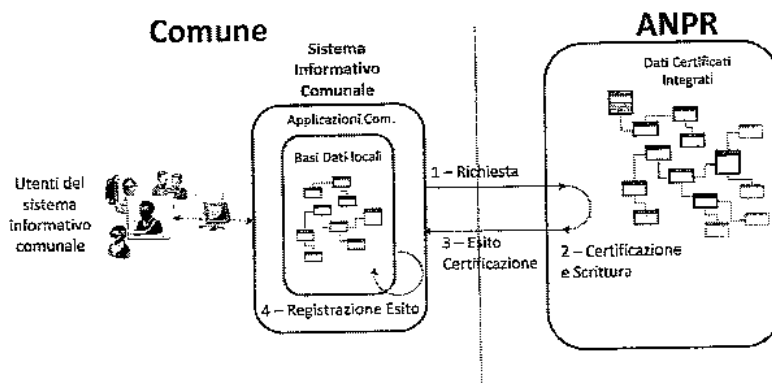 Comune
ANPR
Sistema
Informativo
Comunale
Dati Certificati
Integrati
Applicazioni Com.
Basi Dati locali
Utenti del
sistema
informativo
comunale
1 – Richiesta
3 – Esito
Certificazione
2 – Certificazione
e Scrittura
4 – Registrazione Esito